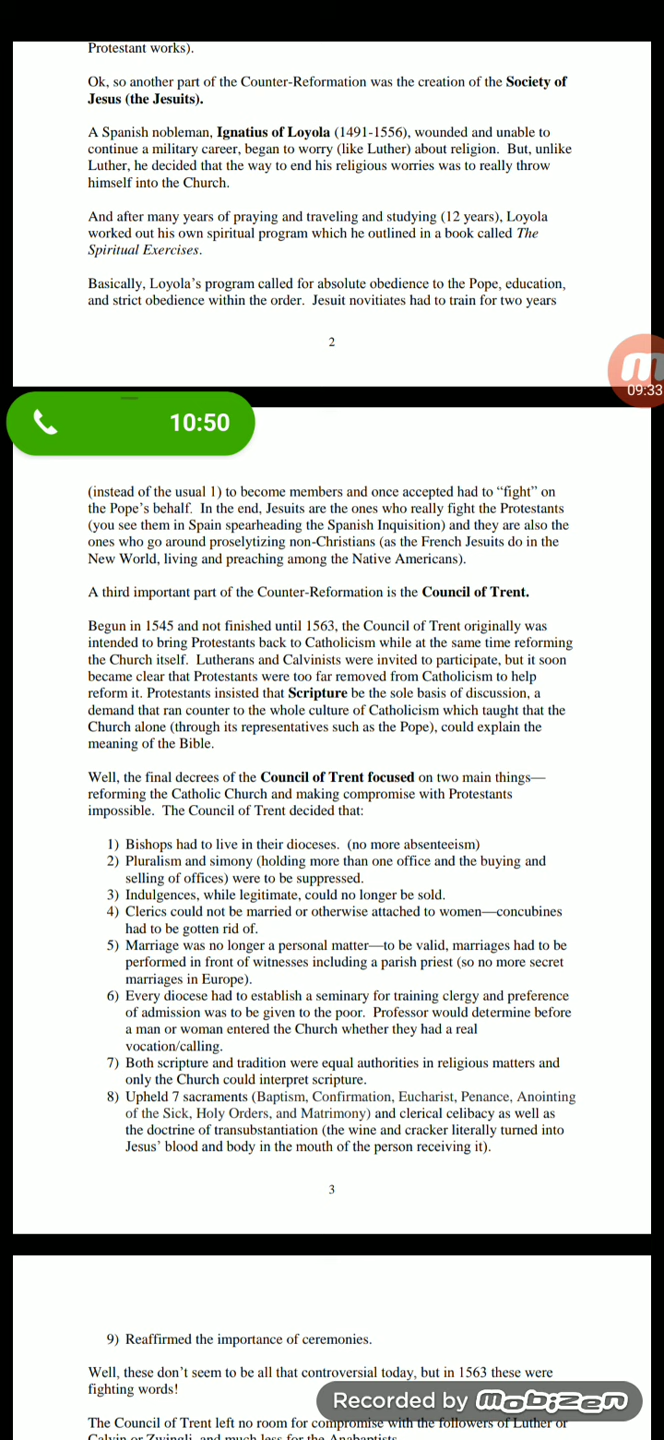 Protestant works).
Ok, so another part of the Counter-Reformation was the creation of the Society of
Jesus (the Jesuits).
A Spanish nobleman, Ignatius of Loyola (1491-1556), wounded and unable to
continue a military career, began to worry (like Luther) about religion. But, unlike
Luther, he decided that the way to end his religious worries was to really throw
himself into the Church.
And after many years of praying and traveling and studying (12 years), Loyola
worked out his own spiritual program which he outlined in a book called The
Spiritual Exercises.
Basically, Loyola's program called for absolute obedience to the Pope, education,
and strict obedience within the order. Jesuit novitiates had to train for two years
2
09:33
10:50
(instead of the usual 1) to become members and once accepted had to “fight” on
the Pope's behalf. In the end, Jesuits are the ones who really fight the Protestants
(you see them in Spain spearheading the Spanish Inquisition) and they are also the
ones who go around proselytizing non-Christians (as the French Jesuits do in the
New World, living and preaching among the Native Americans).
A third important part of the Counter-Reformation is the Council of Trent.
Begun in 1545 and not finished until 1563, the Council of Trent originally was
intended to bring Protestants back to Catholicism while at the same time reforming
the Church itself. Lutherans and Calvinists were invited to participate, but it soon
became clear that Protestants were too far removed from Catholicism to help
reform it. Protestants insisted that Scripture be the sole basis of discussion, a
demand that ran counter to the whole culture of Catholicism which taught that the
Church alone (through its representatives such as the Pope), could explain the
meaning of the Bible.
Well, the final decrees of the Council of Trent focused on two main things—
reforming the Catholic Church and making compromise with Protestants
impossible. The Council of Trent decided that:
1) Bishops had to live in their dioceses. (no more absenteeism)
2) Pluralism and simony (holding more than one office and the buying and
selling of offices) were to be suppressed.
3) Indulgences, while legitimate, could no longer be sold.
4) Clerics could not be married or otherwise attached to women—concubines
had to be gotten rid of.
5) Marriage was no longer a personal matter—to be valid, marriages had to be
performed in front of witnesses including a parish priest (so no more secret
marriages in Europe).
6) Every diocese had to establish a seminary for training clergy and preference
of admission was to be given to the poor. Professor would determine before
a man or woman entered the Church whether they had a real
vocation/calling.
7) Both scripture and tradition were equal authorities in religious matters and
only the Church could interpret scripture.
8) Upheld 7 sacraments (Baptism, Confirmation, Eucharist, Penance, Anointing
of the Sick, Holy Orders, and Matrimony) and clerical celibacy as well as
the doctrine of transubstantiation (the wine and cracker literally turned into
Jesus' blood and body in the mouth of the person receiving it).
3
9) Reaffirmed the importance of ceremonies.
Well, these don't seem to be all that controversial today, but in 1563 these were
fighting words!
Recorded by mobizen
The Council of Trent left no room for compromise with the followers of Luther or
Calvin or Zwingli, and much less for the Anabaptists.